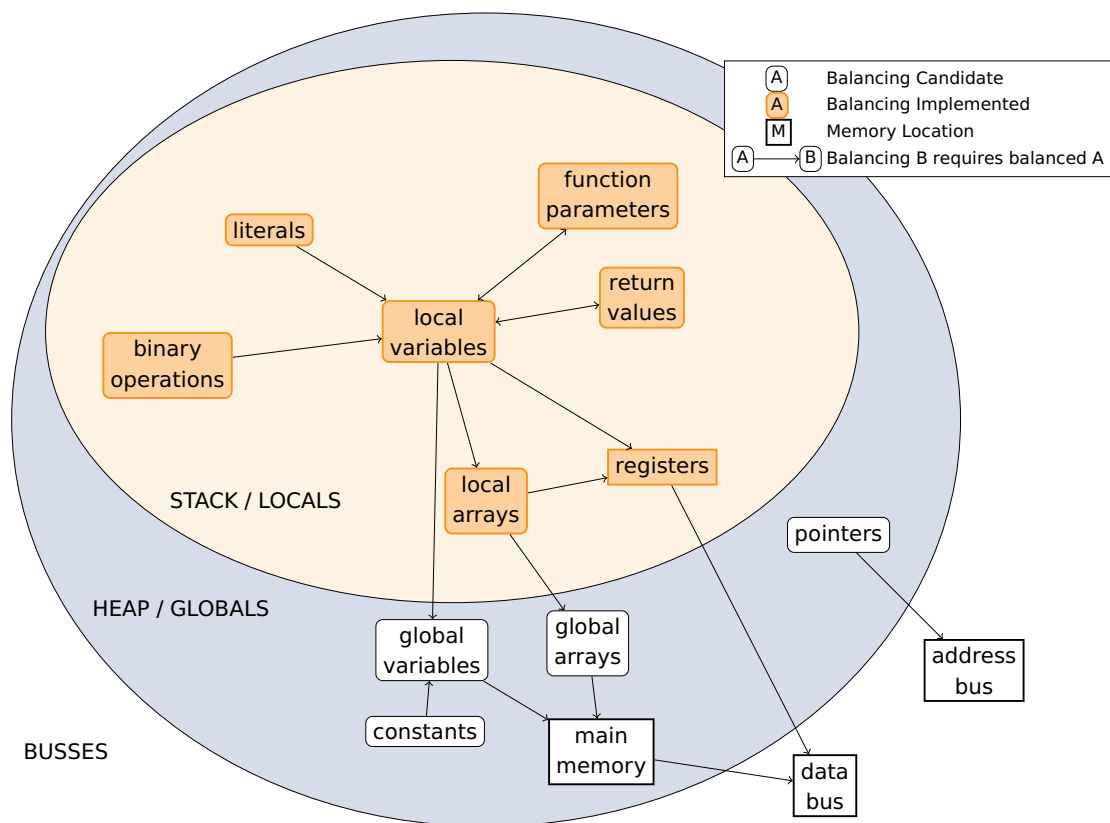 A Balancing Candidate
A Balancing Implemented
M Memory Location
A B Balancing B requires balanced A
function
parameters
literals
return
values
local
variables
binary
operations
registers
local
arrays
STACK / LOCALS
pointers
HEAP / GLOBALS
global
variables
global
arrays
address
bus
constants
main
memory
BUSSES
data
bus